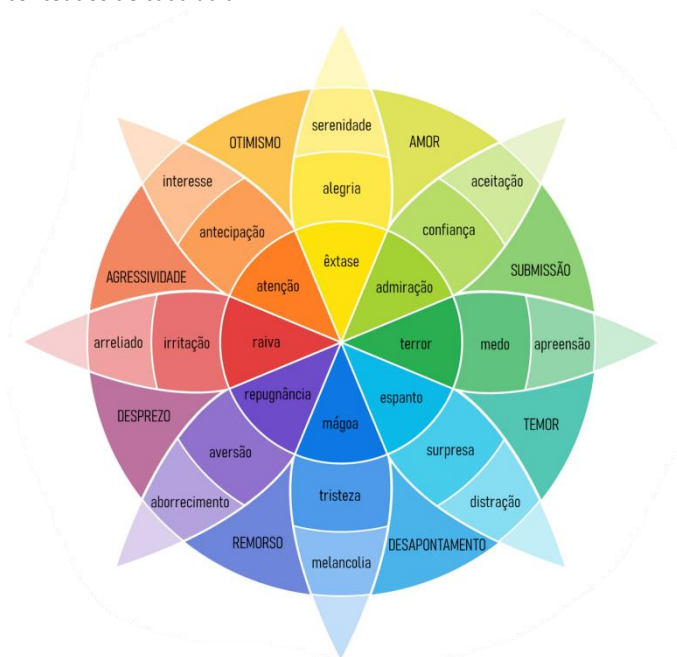 serenidade
OTIMISMO
AMOR
interesse
aceitação
alegria
antecipação
confiança
êxtase
AGRESSIVIDADE
SUBMISSÃO
atenção
admiração
arreliado
irritação
raiva
terror
medo
apreensão
repugnância
espanto
DESPREZO
mágoa
TEMOR
aversão
surpresa
aborrecimento
tristeza
distração
REMORSO
DESAPONTAMENTO
melancolia